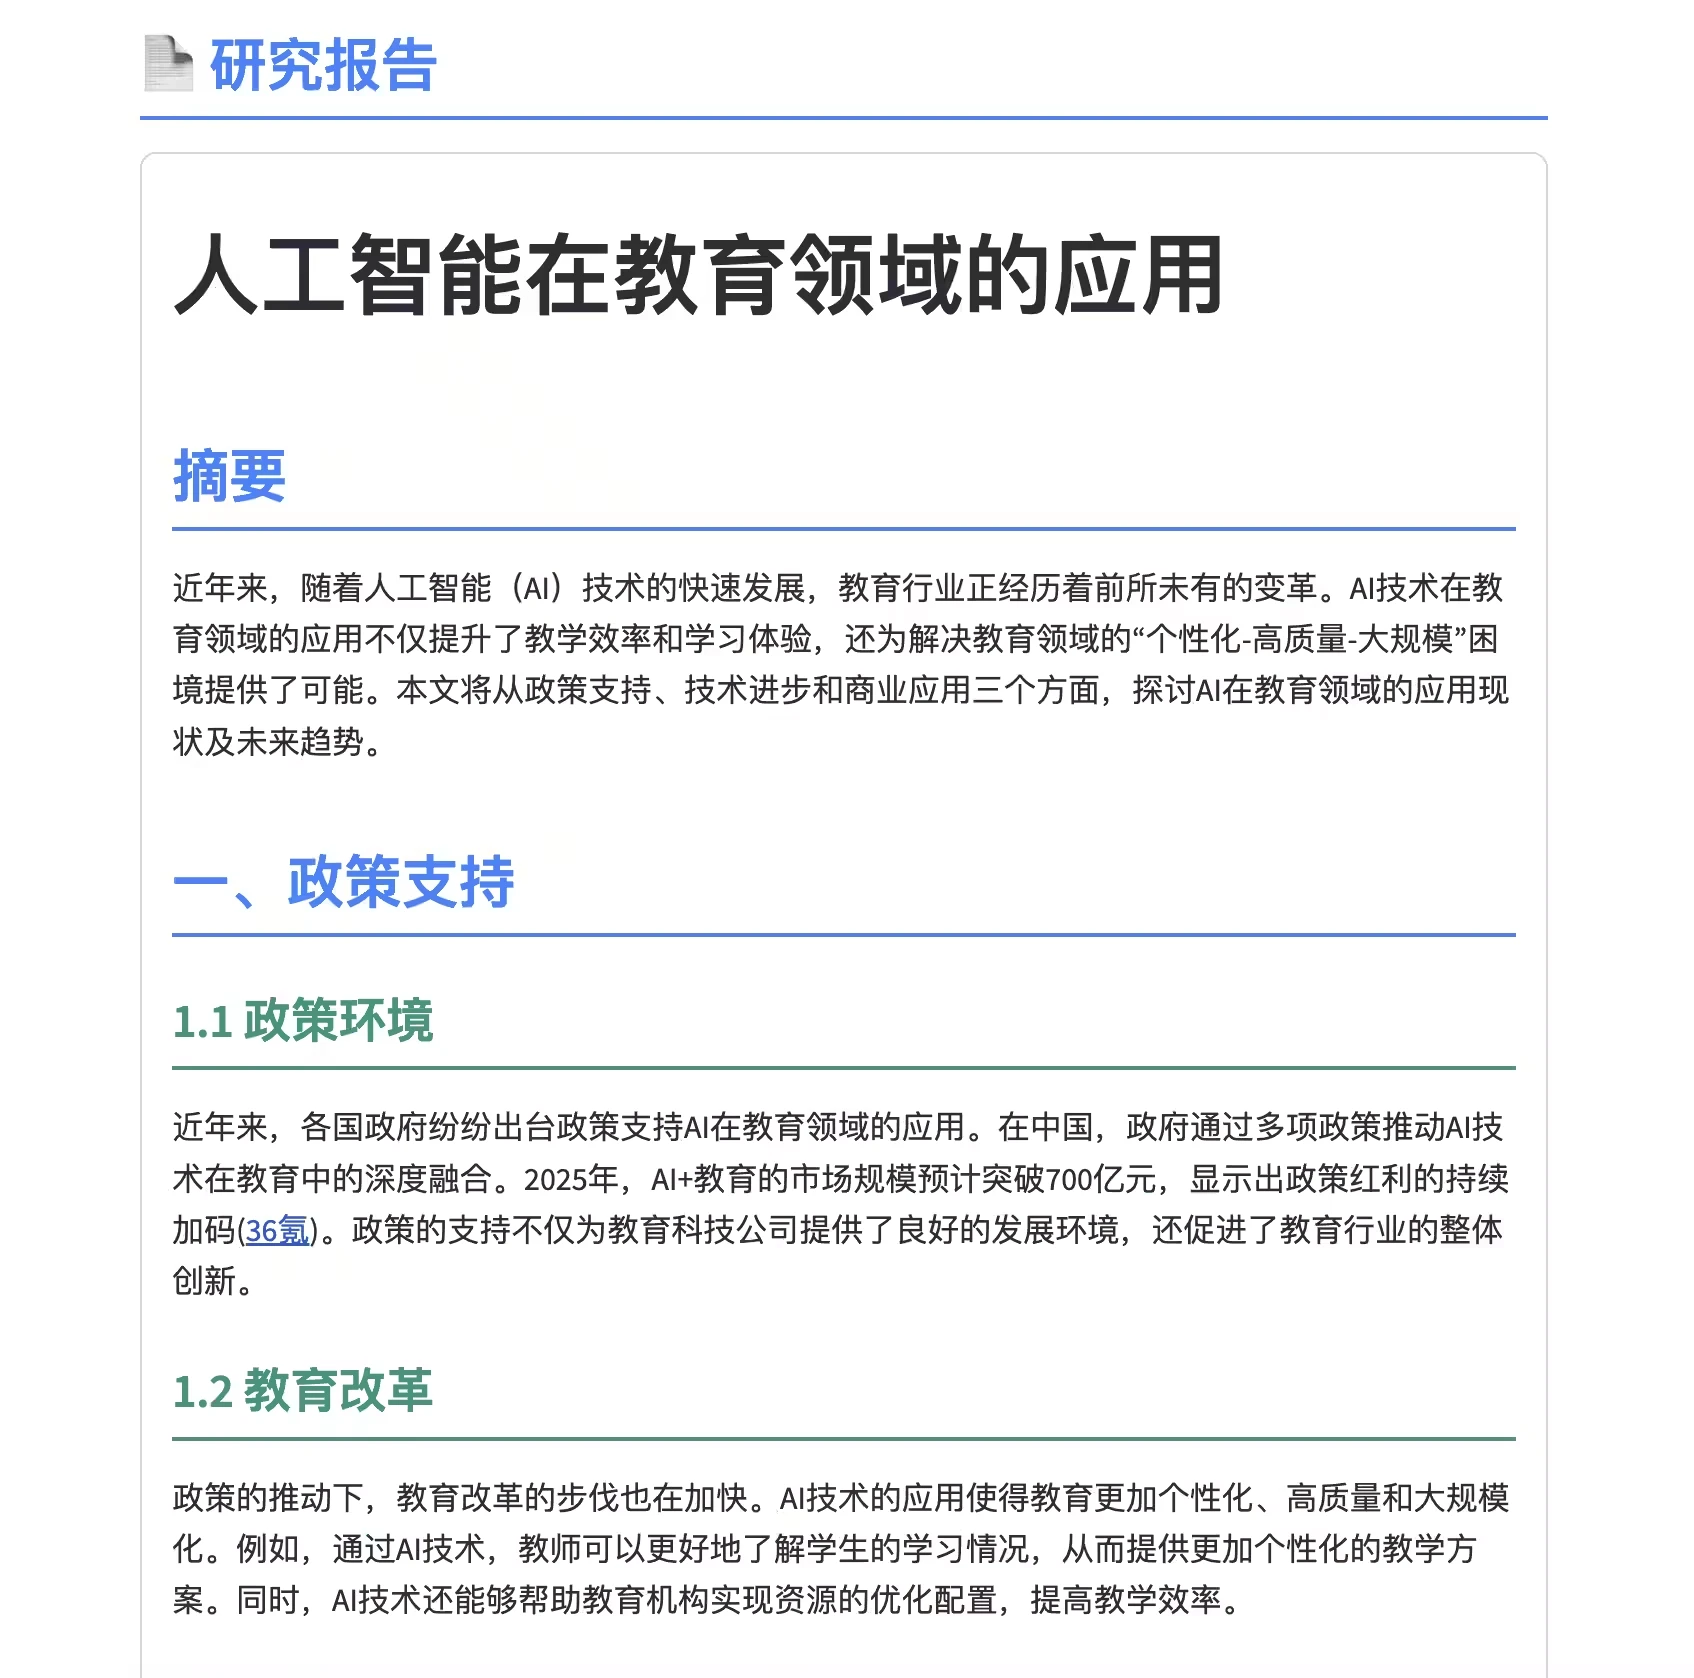 研究报告
人工智能在教育领域的应用
摘要
近年来，随着人工智能（AI）技术的快速发展，教育行业正经历着前所未有的变革。AI技术在教
育领域的应用不仅提升了教学效率和学习体验，还为解决教育领域的“个性化-高质量-大规模”困
境提供了可能。本文将从政策支持、技术进步和商业应用三个方面，探讨AI在教育领域的应用现
状及未来趋势。
一、政策支持
1.1 政策环境
近年来，各国政府纷纷出台政策支持AI在教育领域的应用。在中国，政府通过多项政策推动AI技
术在教育中的深度融合。2025年，AI+教育的市场规模预计突破700亿元，显示出政策红利的持续
加码(36氪)。政策的支持不仅为教育科技公司提供了良好的发展环境，还促进了教育行业的整体
创新。
1.2 教育改革
政策的推动下，教育改革的步伐也在加快。AI技术的应用使得教育更加个性化、高质量和大规模
化。例如，通过AI技术，教师可以更好地了解学生的学习情况，从而提供更加个性化的教学方
案。同时，AI技术还能够帮助教育机构实现资源的优化配置，提高教学效率。